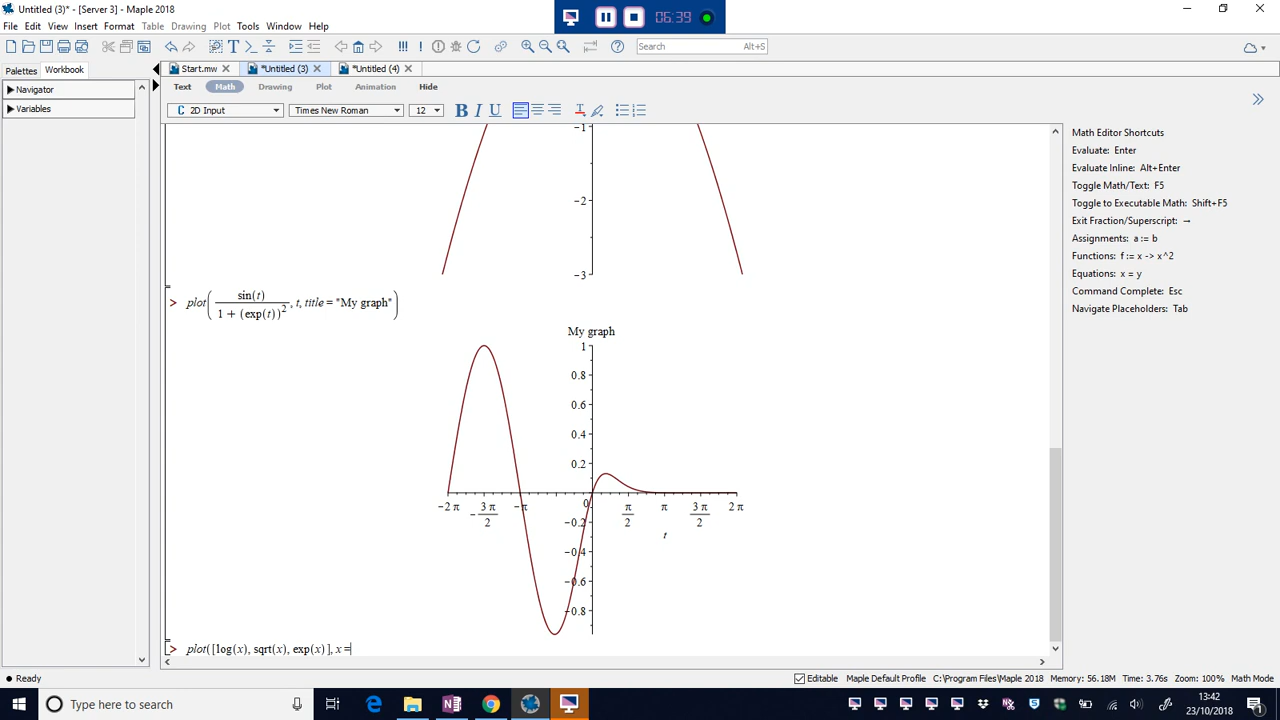 Untitled (3)* - [Server 3] - Maple 2018
06:39
File Edit View Insert Format Table Drawing Plot Tools Window Help
Search Alt+S
Palettes Workbook
Start.mw *Untitled (3) *Untitled (4)
Navigator
Variables
Text Math Drawing Plot Animation Hide
C 2D Input Times New Roman 12 B I U
Math Editor Shortcuts
Evaluate: Enter
Evaluate Inline: Alt+Enter
Toggle Math/Text: F5
Toggle to Executable Math: Shift+F5
Exit Fraction/Superscript: →
Assignments: a := b
Functions: f := x -> x^2
Equations: x = y
Command Complete: Esc
Navigate Placeholders: Tab
-1
-2
-3
> plot( sin(t) / 1 + (exp(t))^2 , t, title = "My graph" )
My graph
1
0.8
0.6
0.4
0.2
-2 π -3 π/2 -π 0 π/2 π 3 π/2 2 π
-0.2
t
-0.4
-0.6
-0.8
> plot([log(x), sqrt(x), exp(x)], x =
Ready
Editable Maple Default Profile C:\Program Files\Maple 2018 Memory: 56.18M Time: 3.76s Zoom: 100% Math Mode
Type here to search
13:42
23/10/2018